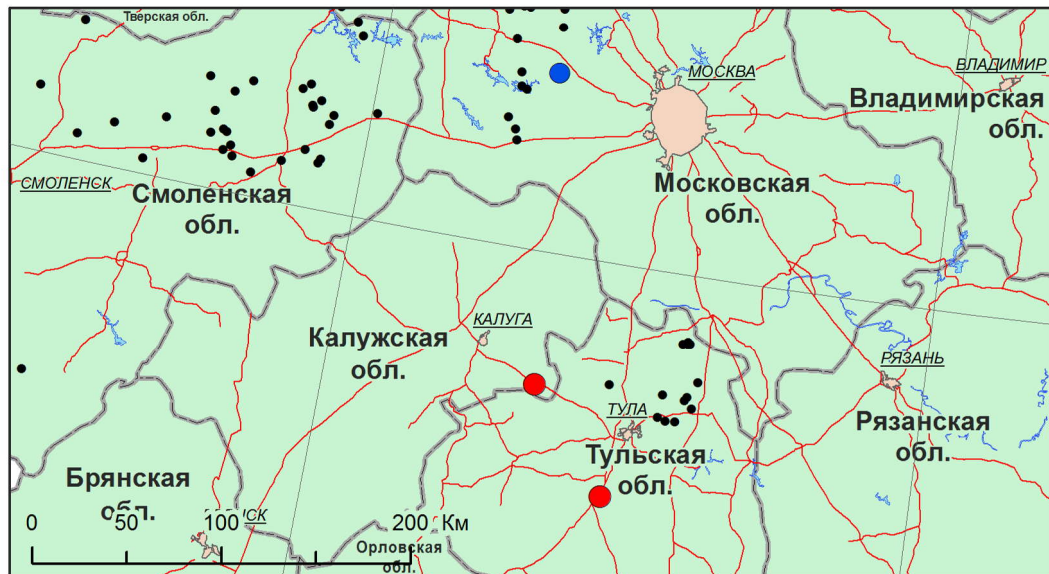 Тверская обл.
МОСКВА
ВЛАДИМИР
Владимирская
обл.
СМОЛЕНСК
Смоленская
обл.
Московская
обл.
КАЛУГА
Калужская
обл.
РЯЗАНЬ
ТУЛА
Рязанская
обл.
Тульская
обл.
Брянская
обл.
0 50 100 200 Км
Орловская
обл.